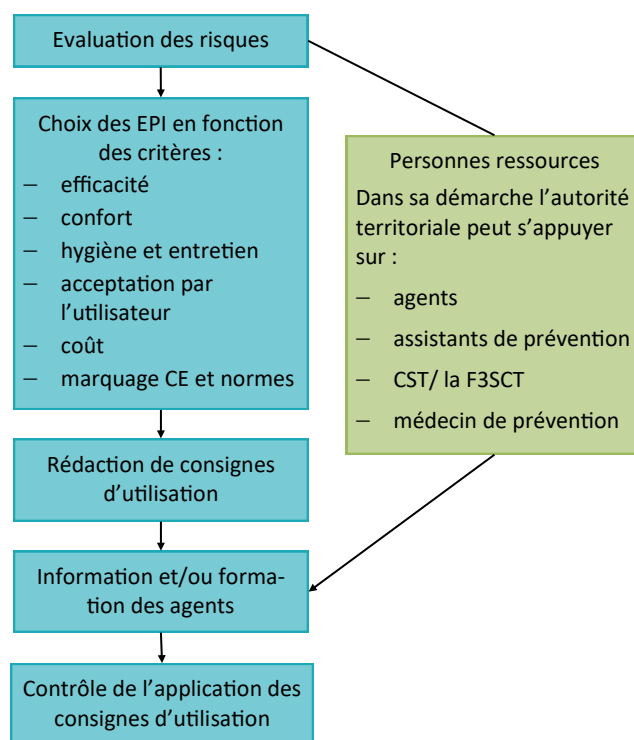 Evaluation des risques
Choix des EPI en fonction
des critères :
– efficacité
– confort
– hygiène et entretien
– acceptation par
l’utilisateur
– coût
– marquage CE et normes
Personnes ressources
Dans sa démarche l’autorité
territoriale peut s’appuyer
sur :
– agents
– assistants de prévention
– CST/ la F3SCT
– médecin de prévention
Rédaction de consignes
d’utilisation
Information et/ou forma-
tion des agents
Contrôle de l’application des
consignes d’utilisation